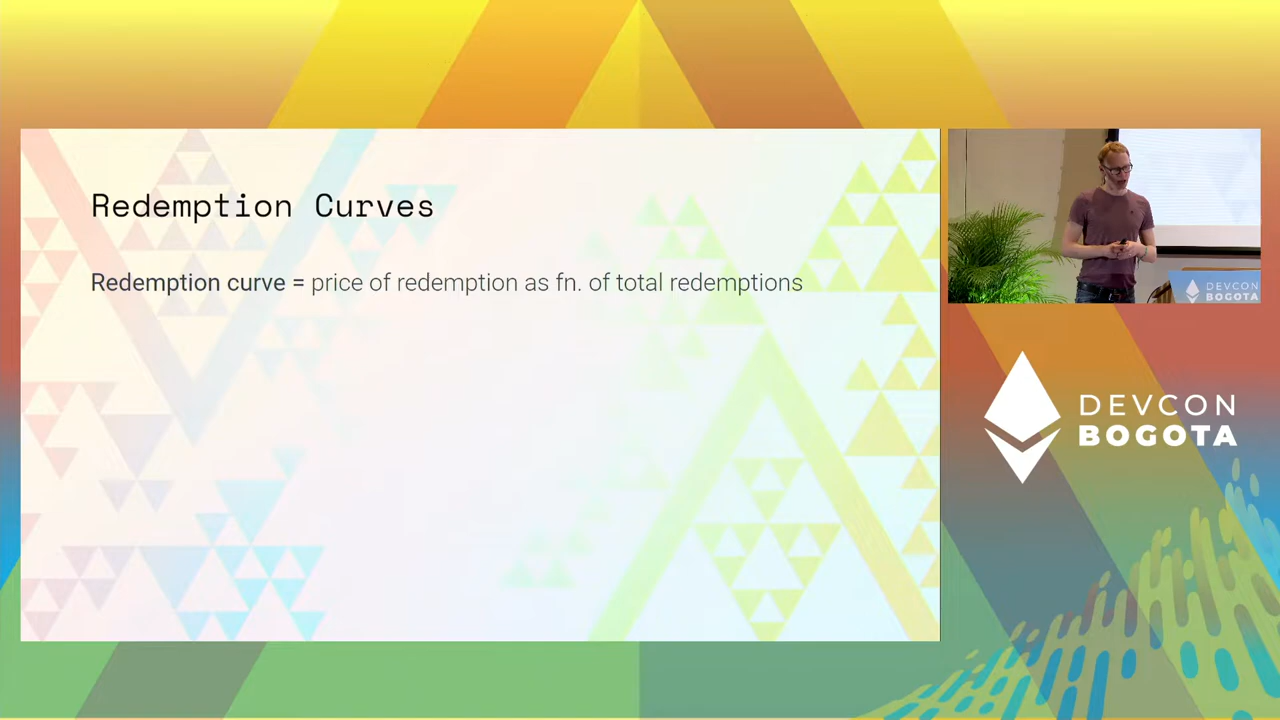 Redemption Curves
Redemption curve = price of redemption as fn. of total redemptions
DEVCON
BOGOTA
DEVCON
BOGOTA